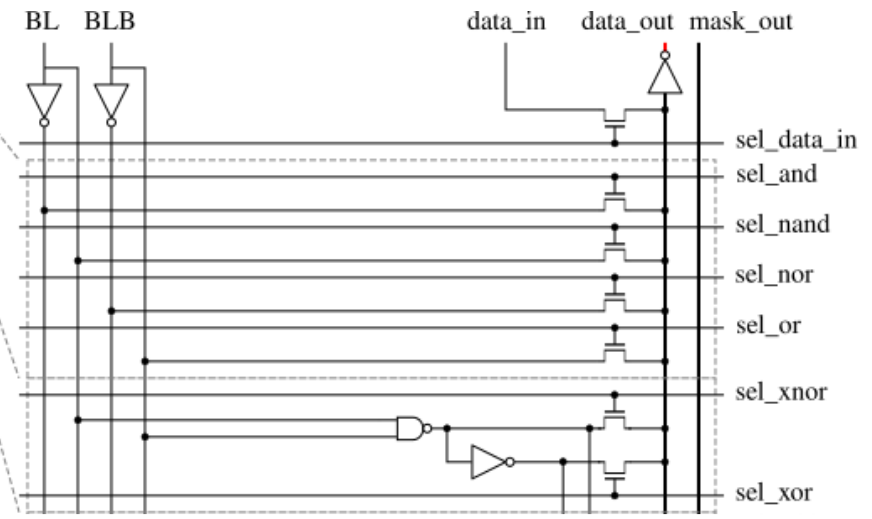 BL BLB data_in data_out mask_out
sel_data_in
sel_and
sel_nand
sel_nor
sel_or
sel_xnor
sel_xor